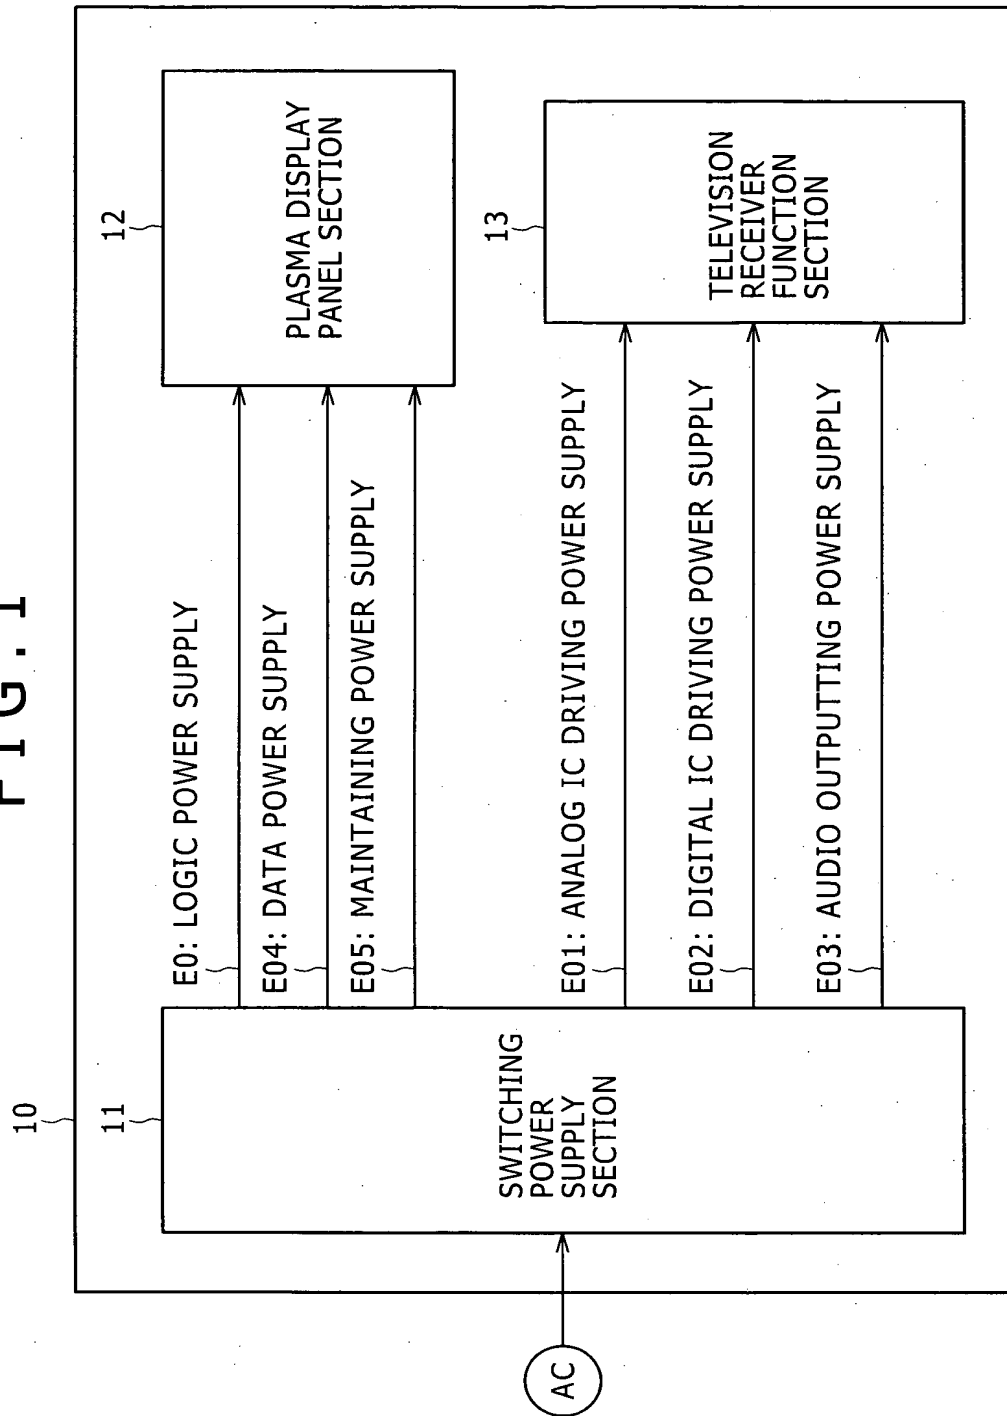 FIG. 1
10
11
SWITCHING
POWER
SUPPLY
SECTION
AC
E0: LOGIC POWER SUPPLY
E04: DATA POWER SUPPLY
E05: MAINTAINING POWER SUPPLY
E01: ANALOG IC DRIVING POWER SUPPLY
E02: DIGITAL IC DRIVING POWER SUPPLY
E03: AUDIO OUTPUTTING POWER SUPPLY
12
PLASMA DISPLAY
PANEL SECTION
13
TELEVISION
RECEIVER
FUNCTION
SECTION